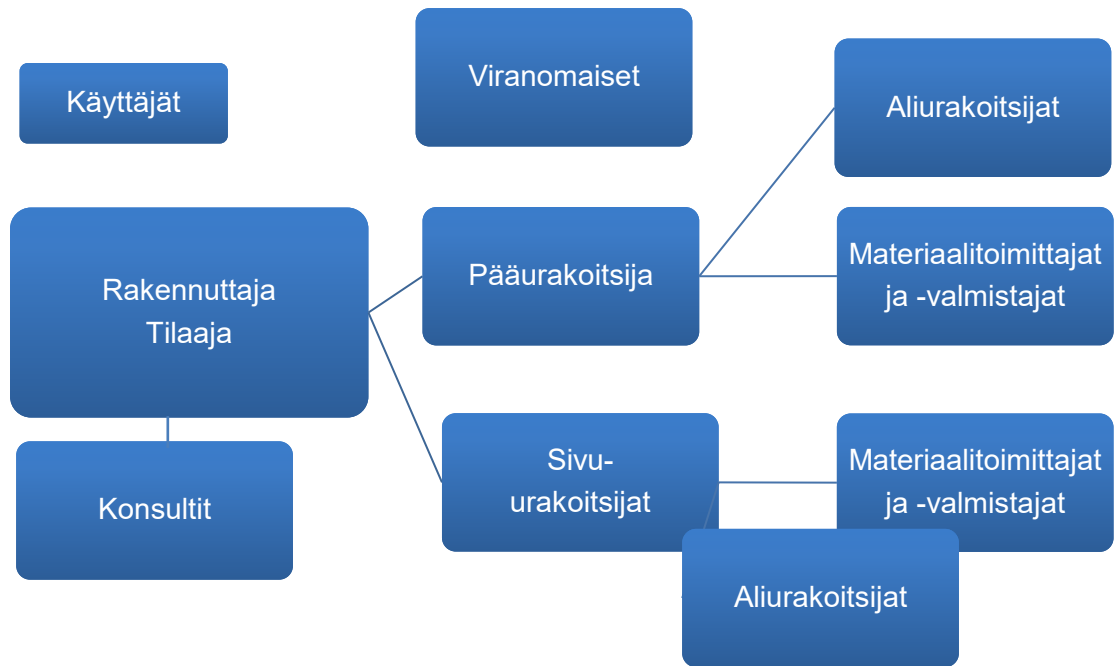 Käyttäjät
Viranomaiset
Aliurakoitsijat
Rakennuttaja
Tilaaja
Pääurakoitsija
Materiaalitoimittajat
ja -valmistajat
Konsultit
Sivu-
urakoitsijat
Materiaalitoimittajat
ja -valmistajat
Aliurakoitsijat